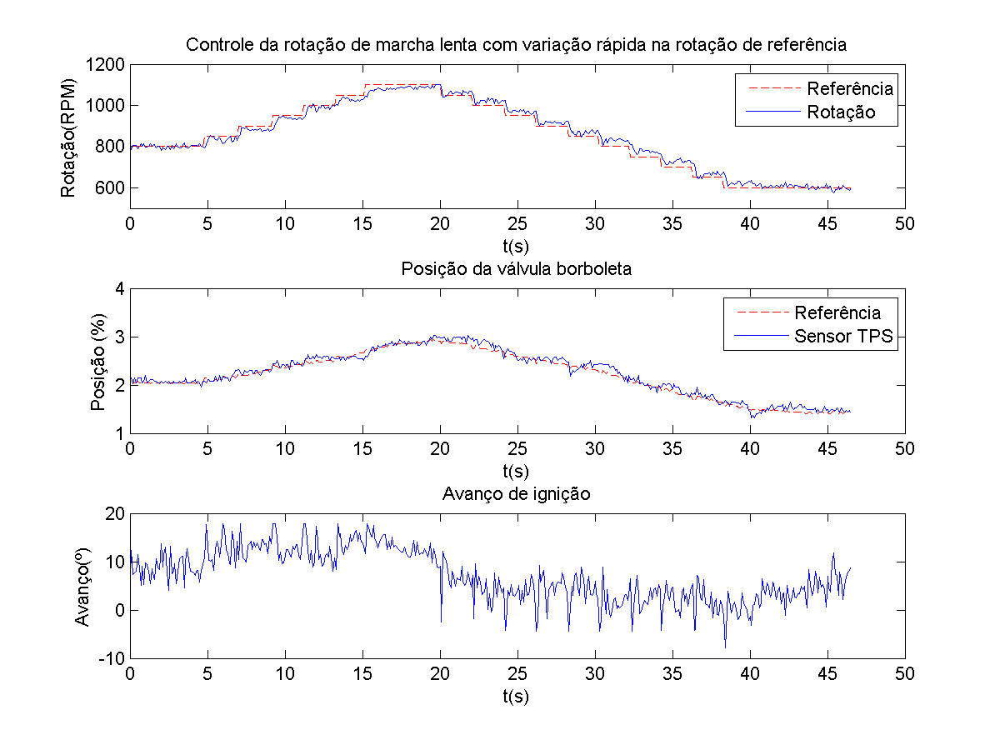 Controle da rotação de marcha lenta com variação rápida na rotação de referência
1200
1000
800
600
Rotação(RPM)
Referência
Rotação
0 5 10 15 20 25 30 35 40 45 50
t(s)
Posição da válvula borboleta
4
3
2
1
Posição (%)
Referência
Sensor TPS
0 5 10 15 20 25 30 35 40 45 50
t(s)
Avanço de ignição
20
10
0
-10
Avanço(º)
0 5 10 15 20 25 30 35 40 45 50
t(s)